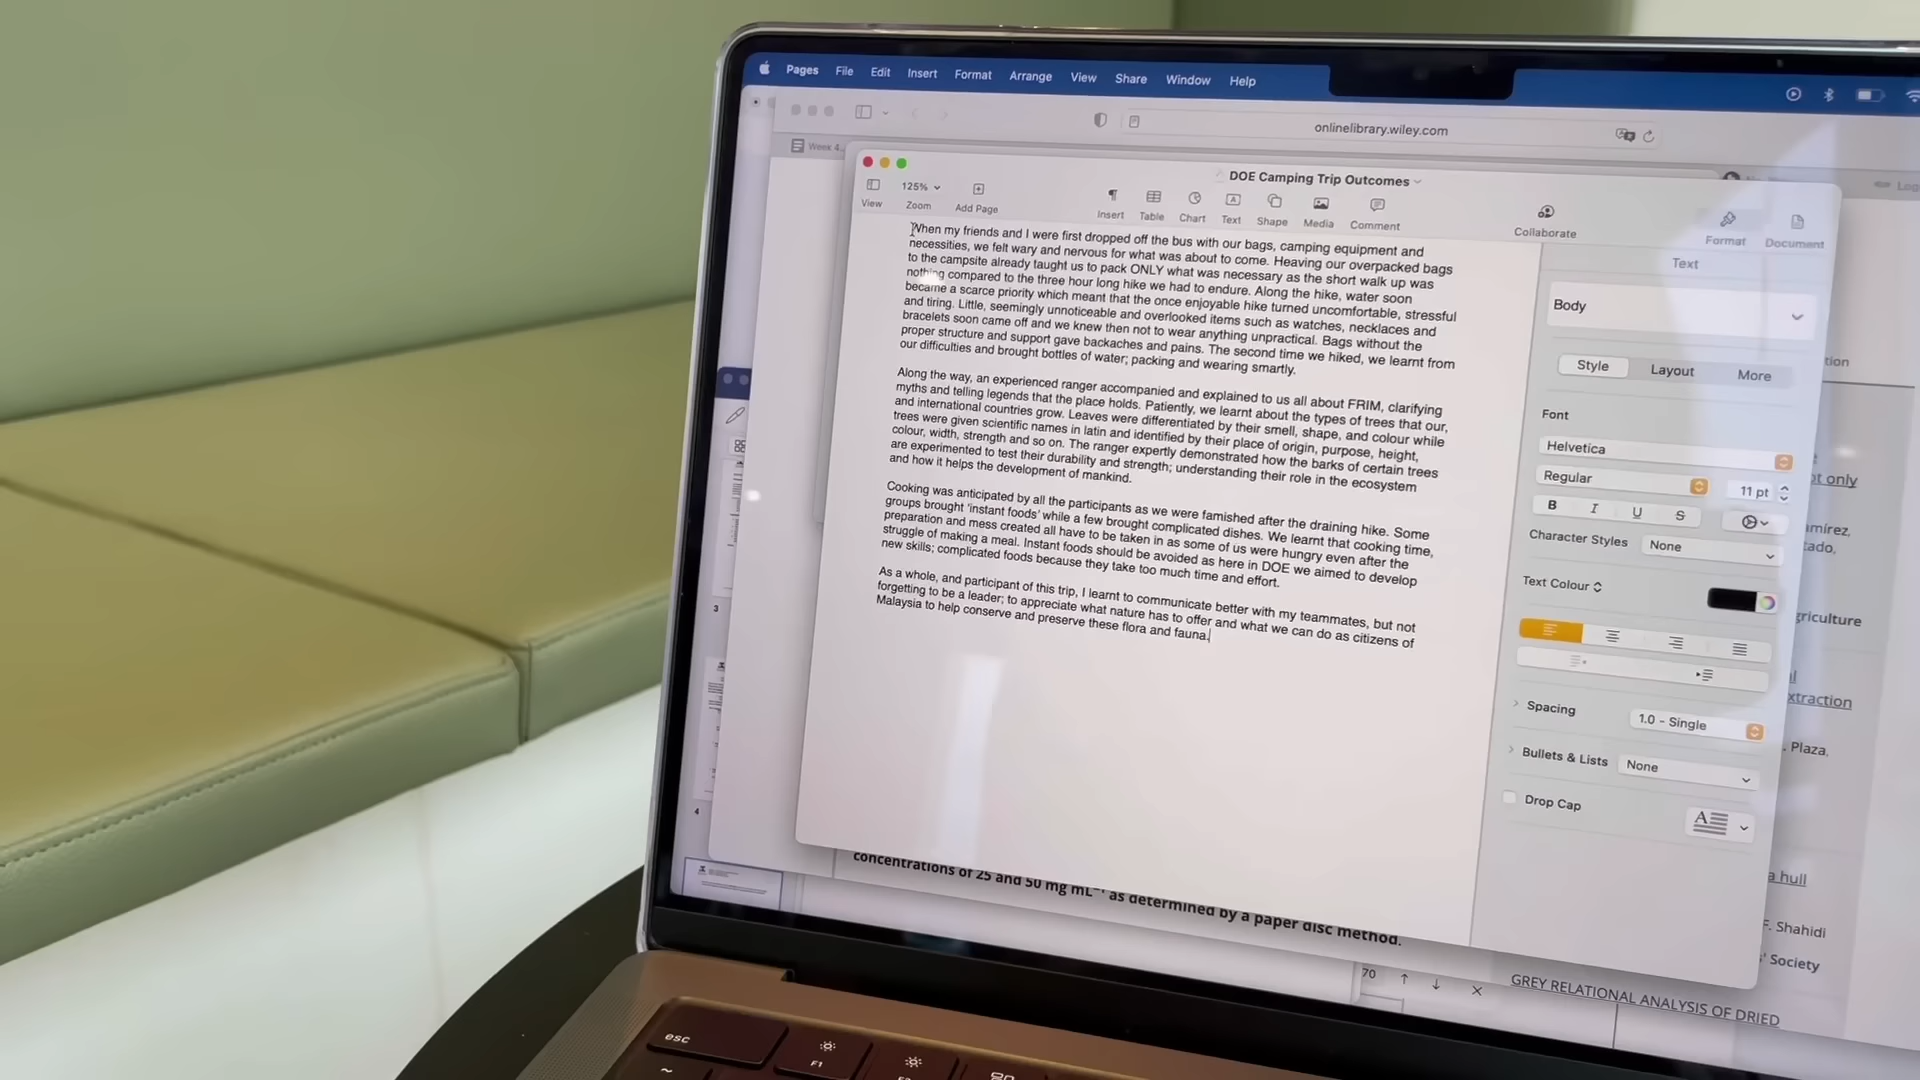 Pages File Edit Insert Format Arrange View Share Window Help
onlinelibrary.wiley.com
Week 4
DOE Camping Trip Outcomes
125%
View Zoom Add Page Insert Table Chart Text Shape Media Comment Collaborate Format Document
When my friends and I were first dropped off the bus with our bags, camping equipment and
necessities, we felt wary and nervous for what was about to come. Heaving our overpacked bags
to the campsite already taught us to pack ONLY what was necessary as the short walk up was
nothing compared to the three hour long hike we had to endure. Along the hike, water soon
became a scarce priority which meant that the once enjoyable hike turned uncomfortable, stressful
and tiring. Little, seemingly unnoticeable and overlooked items such as watches, necklaces and
bracelets soon came off and we knew then not to wear anything unpractical. Bags without the
proper structure and support gave backaches and pains. The second time we hiked, we learnt from
our difficulties and brought bottles of water; packing and wearing smartly.
Along the way, an experienced ranger accompanied and explained to us all about FRIM, clarifying
myths and telling legends that the place holds. Patiently, we learnt about the types of trees that our,
and international countries grow. Leaves were differentiated by their smell, shape, and colour while
trees were given scientific names in latin and identified by their place of origin, purpose, height,
colour, width, strength and so on. The ranger expertly demonstrated how the barks of certain trees
are experimented to test their durability and strength; understanding their role in the ecosystem
and how it helps the development of mankind.
Cooking was anticipated by all the participants as we were famished after the draining hike. Some
groups brought 'instant foods' while a few brought complicated dishes. We learnt that cooking time,
preparation and mess created all have to be taken in as some of us were hungry even after the
struggle of making a meal. Instant foods should be avoided as here in DOE we aimed to develop
new skills; complicated foods because they take too much time and effort.
As a whole, and participant of this trip, I learnt to communicate better with my teammates, but not
forgetting to be a leader; to appreciate what nature has to offer and what we can do as citizens of
Malaysia to help conserve and preserve these flora and fauna.
Text
Body
Style Layout More
Font
Helvetica
Regular 11 pt
B I U S
Character Styles None
Text Colour
Spacing 1.0 - Single
Bullets & Lists None
Drop Cap
tion
ot only
amírez,
tado,
griculture
xtraction
. Plaza,
a hull
F. Shahidi
' Society
3
4
concentrations of 25 and 50 mg mL⁻¹ as determined by a paper disc method.
70
GREY RELATIONAL ANALYSIS OF DRIED
esc
F1
~